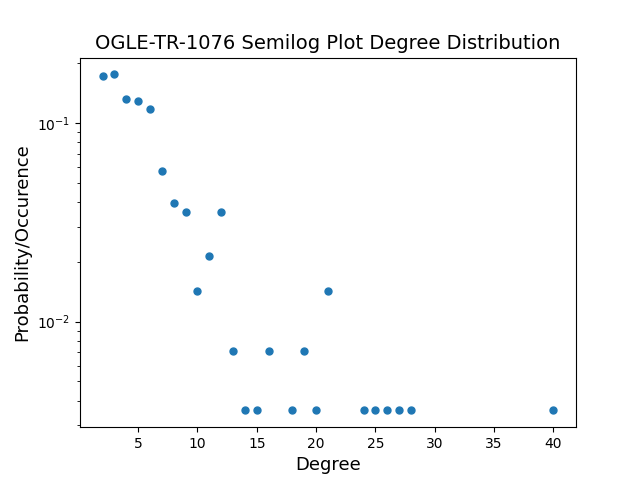 OGLE-TR-1076 Semilog Plot Degree Distribution
Probability/Occurence
10⁻¹
10⁻²
5 10 15 20 25 30 35 40
Degree